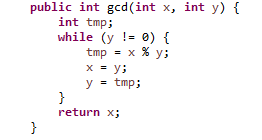 public int gcd(int x, int y) {
    int tmp;
    while (y != 0) {
        tmp = x % y;
        x = y;
        y = tmp;
    }
    return x;
}